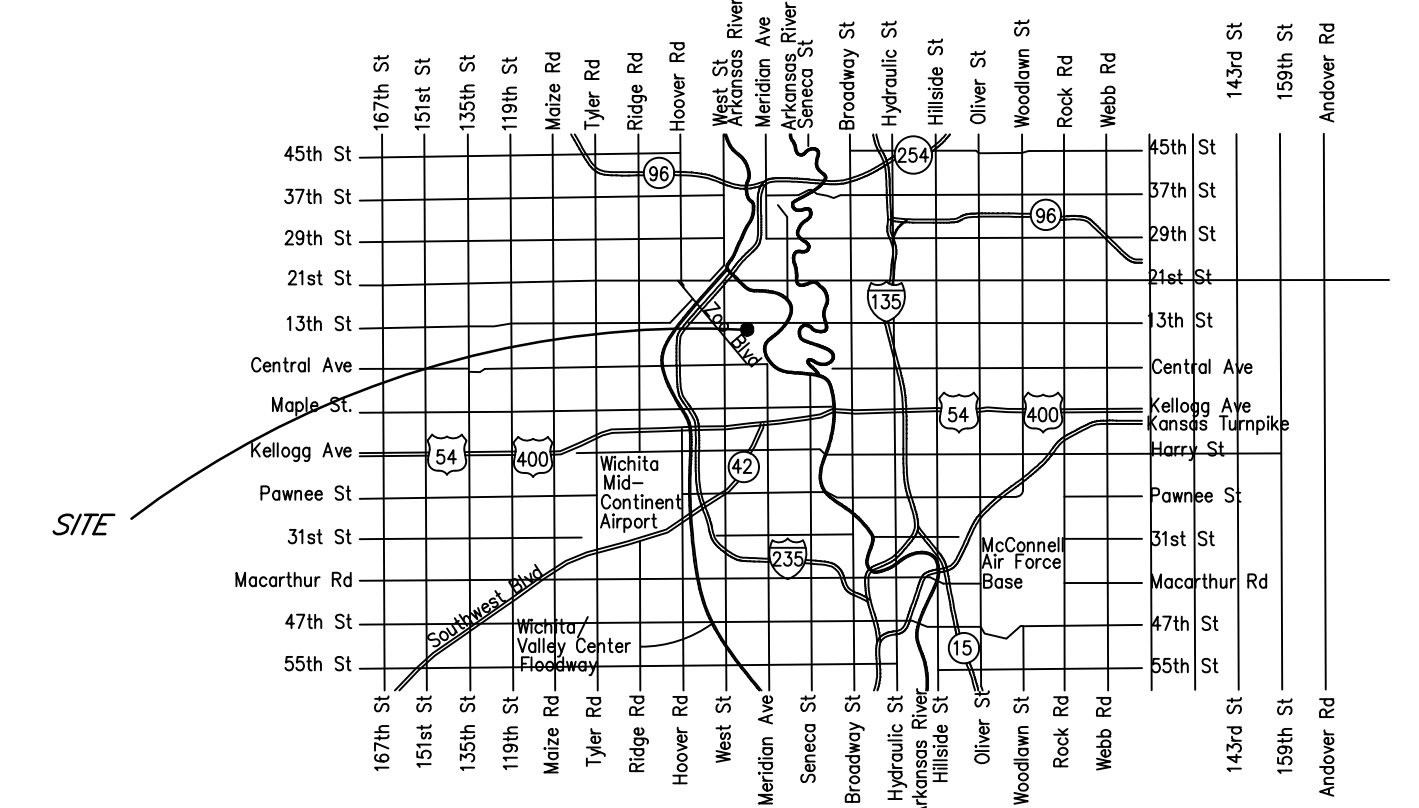 167th St
151st St
135th St
119th St
Maize Rd
Tyler Rd
Ridge Rd
Hoover Rd
West St
Arkansas River
Meridian Ave
Arkansas River
Seneca St
Broadway St
Hydraulic St
Hillside St
Oliver St
Woodlawn St
Rock Rd
Webb Rd
143rd St
159th St
Andover Rd
45th St
254
45th St
96
37th St
37th St
96
29th St
29th St
21st St
21st St
135
13th St
Zoo Blvd
13th St
Central Ave
Central Ave
Maple St.
54
400
Kellogg Ave
Kansas Turnpike
Kellogg Ave
54
400
42
Harry St
Wichita
Mid-
Continent
Airport
Pawnee St
Pawnee St
SITE
31st St
31st St
235
McConnell
Air Force
Base
Macarthur Rd
Macarthur Rd
Southwest Blvd
47th St
47th St
Wichita/
Valley Center
Floodway
15
55th St
55th St
167th St
151st St
135th St
119th St
Maize Rd
Tyler Rd
Ridge Rd
Hoover Rd
West St
Meridian Ave
Seneca St
Broadway St
Hydraulic St
Arkansas River
Hillside St
Oliver St
Woodlawn St
Rock Rd
Webb Rd
143rd St
159th St
Andover Rd